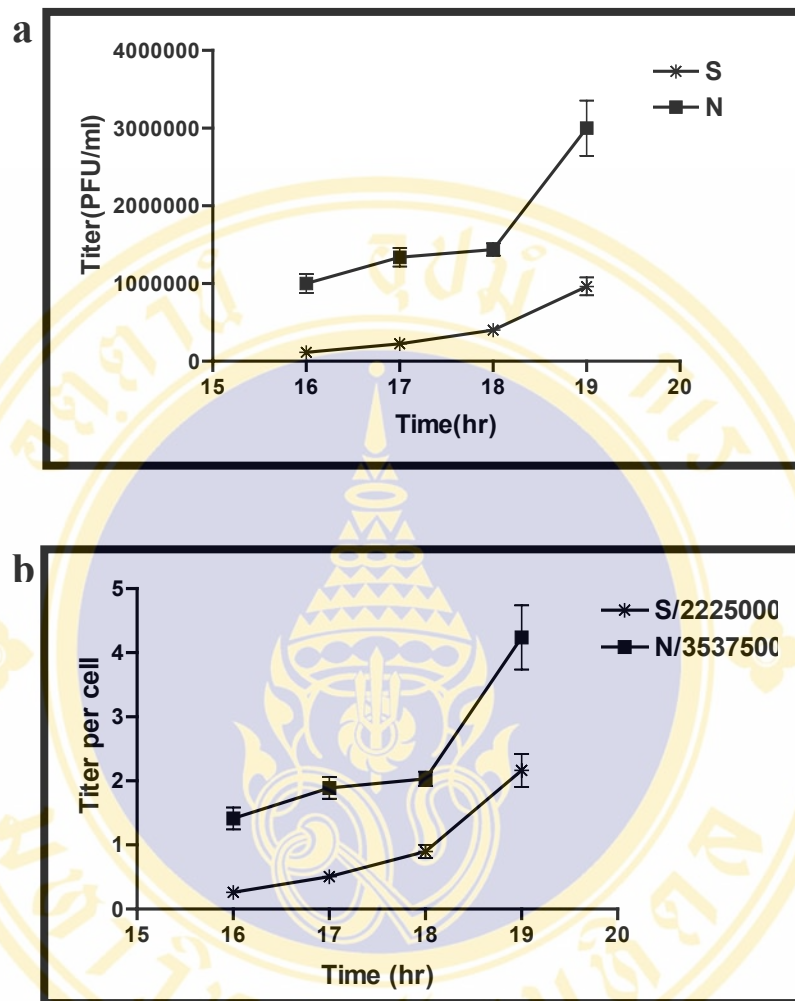 a
4000000
3000000
2000000
1000000
0
Titer(PFU/ml)
S
N
15 16 17 18 19 20
Time(hr)
b
5
4
3
2
1
0
Titer per cell
S/2225000
N/3537500
15 16 17 18 19 20
Time (hr)